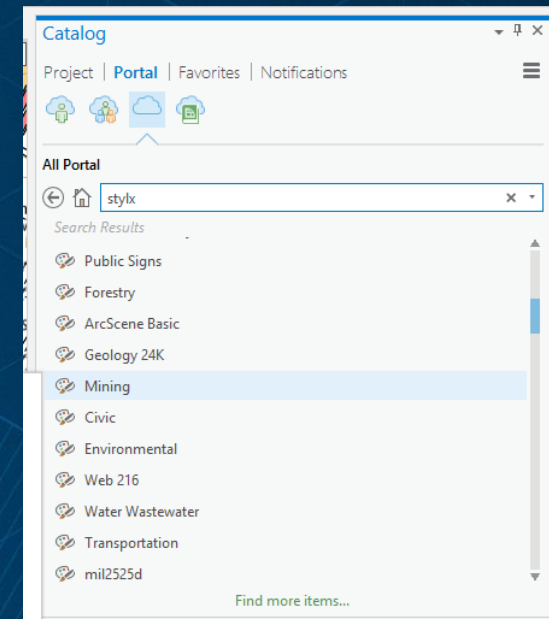 Catalog
Project | Portal | Favorites | Notifications
All Portal
stylx
Search Results
Public Signs
Forestry
ArcScene Basic
Geology 24K
Mining
Civic
Environmental
Web 216
Water Wastewater
Transportation
mil2525d
Find more items...